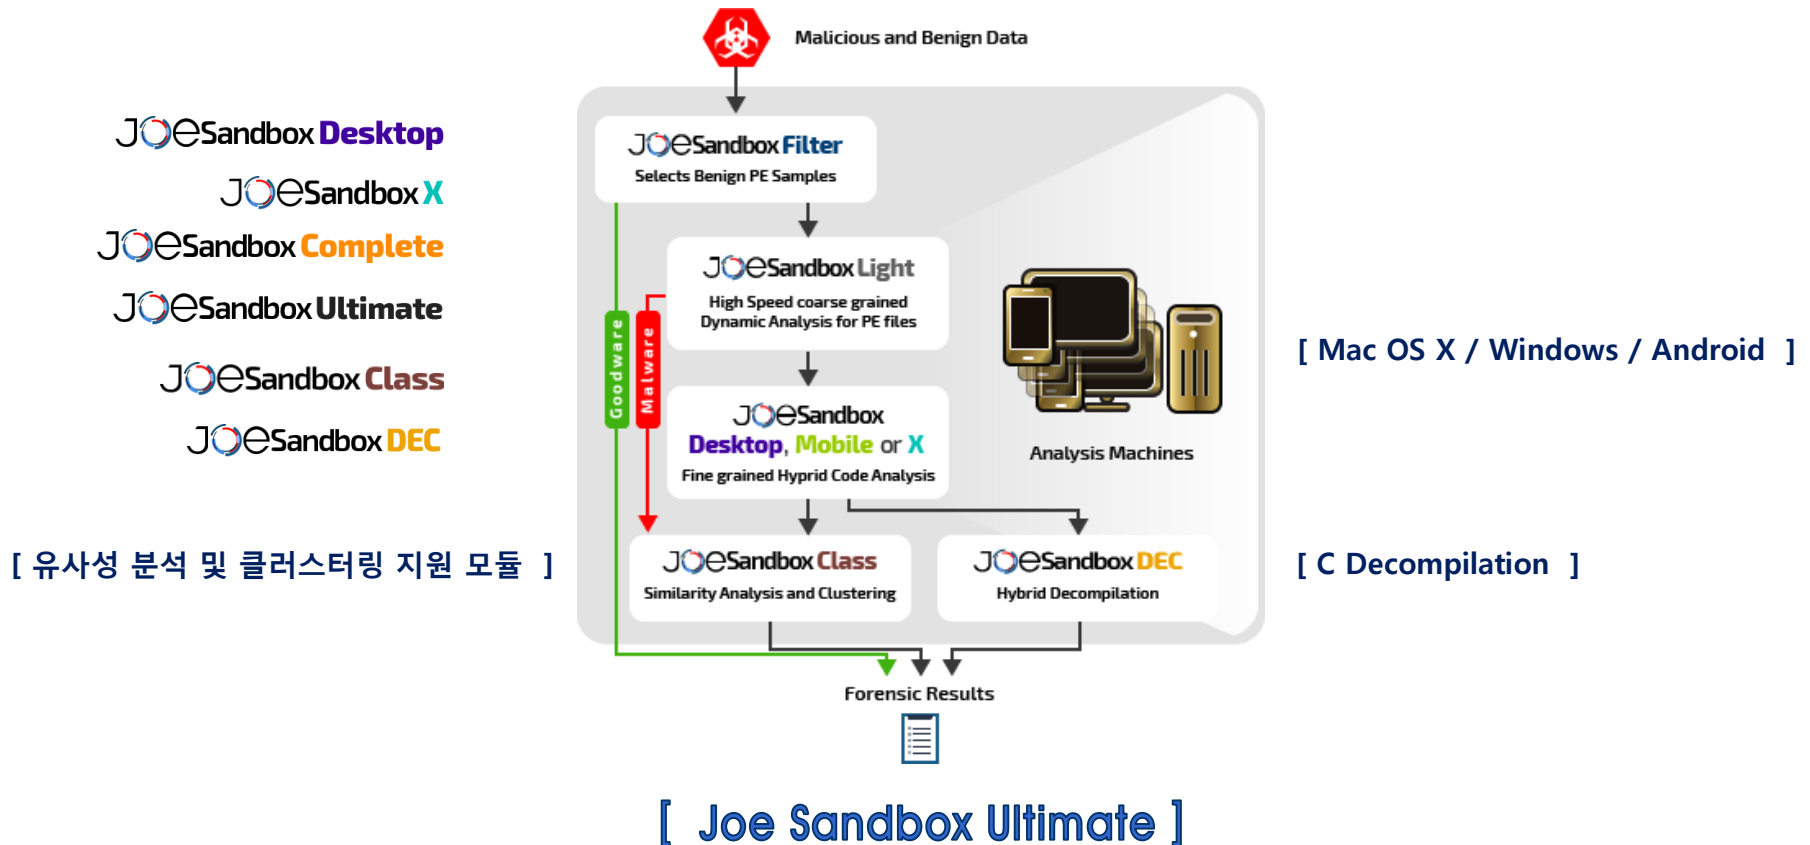 Malicious and Benign Data
JOeSandbox Desktop
JOeSandbox X
JOeSandbox Complete
JOeSandbox Ultimate
JOeSandbox Class
JOeSandbox DEC
[ 유사성 분석 및 클러스터링 지원 모듈 ]
JOeSandbox Filter
Selects Benign PE Samples
JOeSandbox Light
High Speed coarse grained
Dynamic Analysis for PE files
Goodware
Malware
JOeSandbox
Desktop, Mobile or X
Fine grained Hyprid Code Analysis
JOeSandbox Class
Similarity Analysis and Clustering
JOeSandbox DEC
Hybrid Decompilation
Analysis Machines
[ Mac OS X / Windows / Android ]
[ C Decompilation ]
Forensic Results
[ Joe Sandbox Ultimate ]